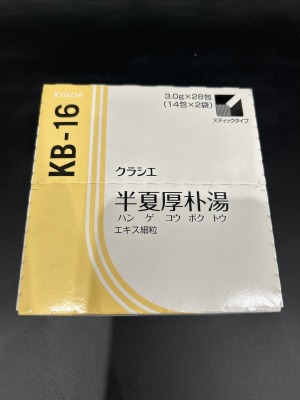 Kracie
KB-16
3.0g×28包
(14包×2袋)
スティックタイプ
クラシエ
半夏厚朴湯
ハン ゲ コウ ボク トウ
エキス細粒